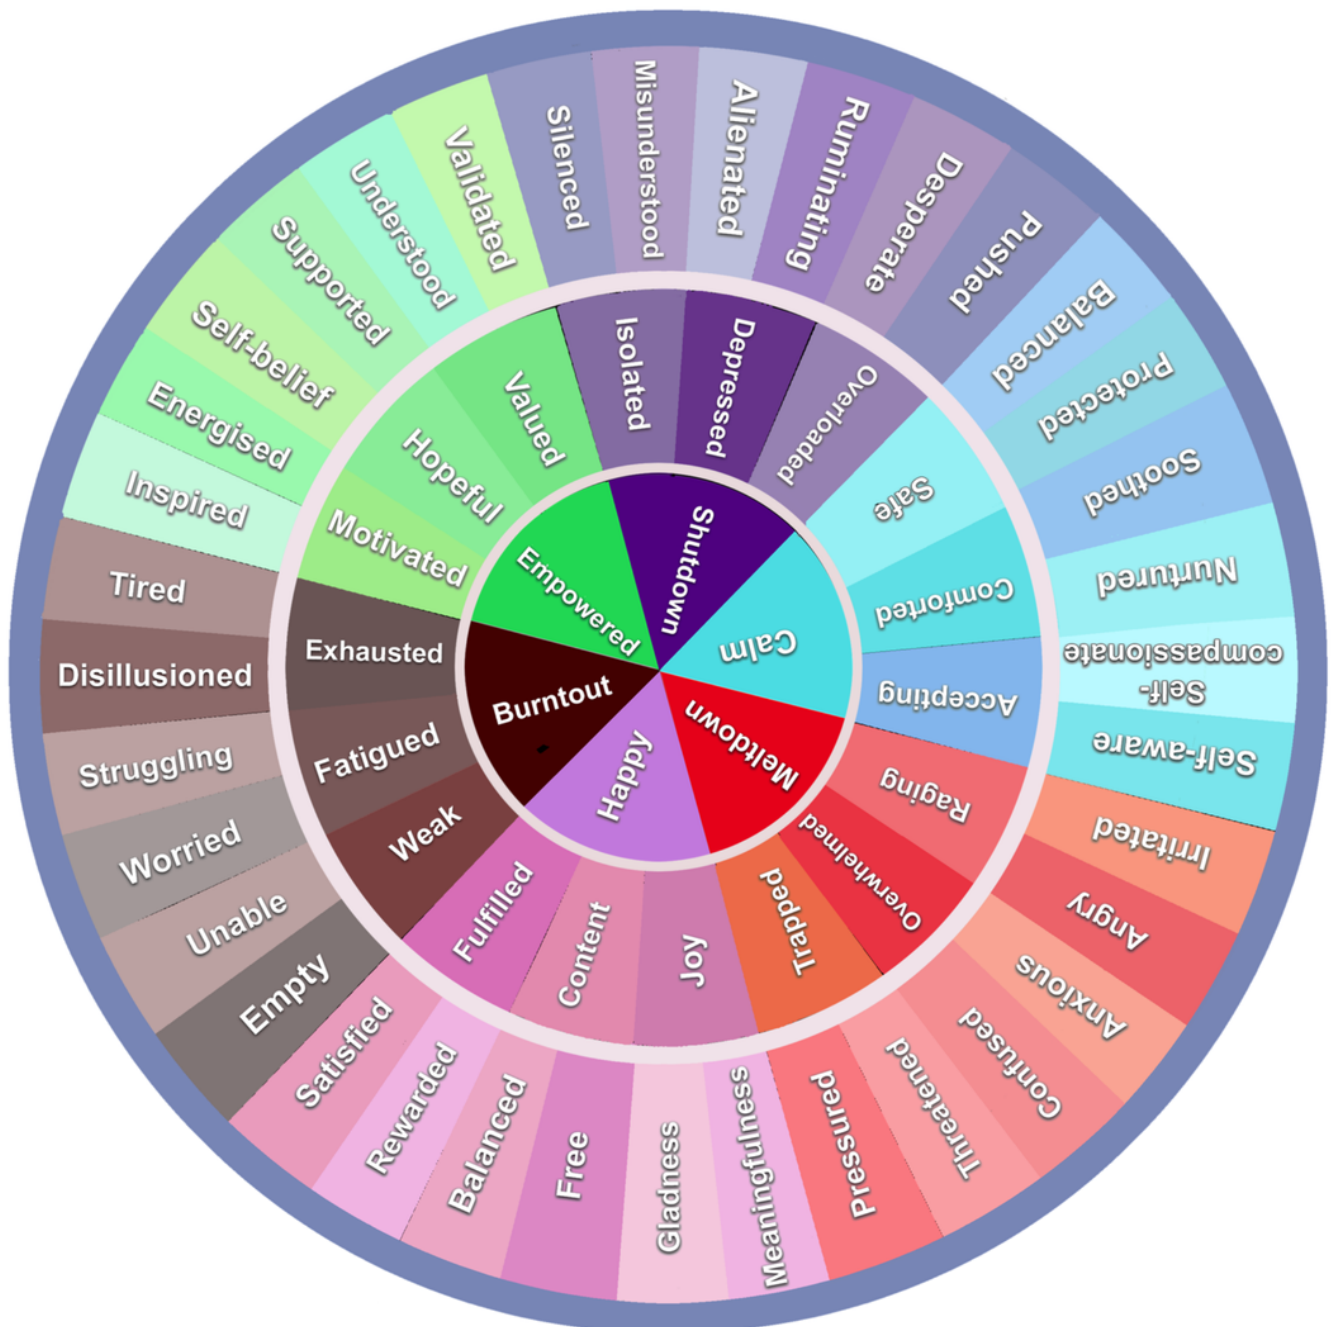 Shutdown
Calm
Meltdown
Happy
Burntout
Empowered
Isolated
Depressed
Overloaded
Safe
Comforted
Accepting
Raging
Overwhelmed
Trapped
Joy
Content
Fulfilled
Weak
Fatigued
Exhausted
Motivated
Hopeful
Valued
Silenced
Misunderstood
Alienated
Ruminating
Desperate
Pushed
Balanced
Protected
Soothed
Nurtured
Self-
compassionate
Self-aware
Irritated
Angry
Anxious
Confused
Threatened
Pressured
Meaningfulness
Gladness
Free
Balanced
Rewarded
Satisfied
Empty
Unable
Worried
Struggling
Disillusioned
Tired
Inspired
Energised
Self-belief
Supported
Understood
Validated